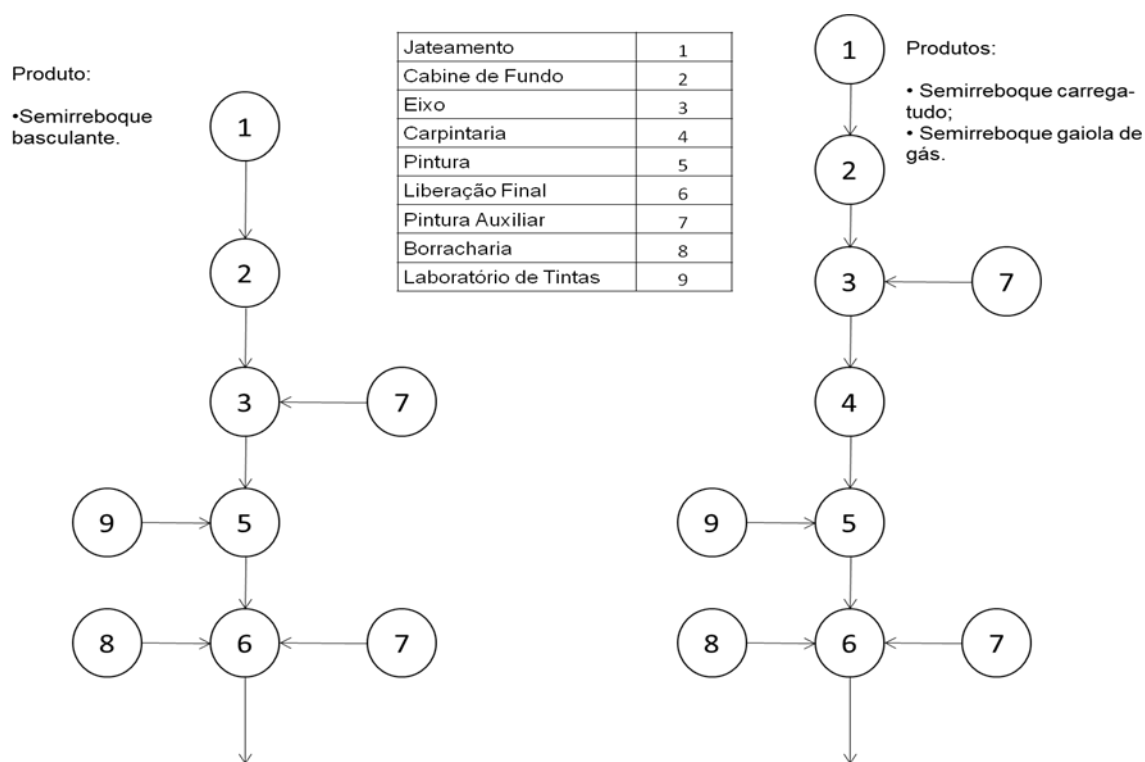 Produto:
•Semirreboque
basculante.
1
2
3
7
9
5
8
6
7
Jateamento 1
Cabine de Fundo 2
Eixo 3
Carpintaria 4
Pintura 5
Liberação Final 6
Pintura Auxiliar 7
Borracharia 8
Laboratório de Tintas 9
Produtos:
• Semirreboque carrega-
tudo;
• Semirreboque gaiola de
gás.
1
2
3
7
4
9
5
8
6
7